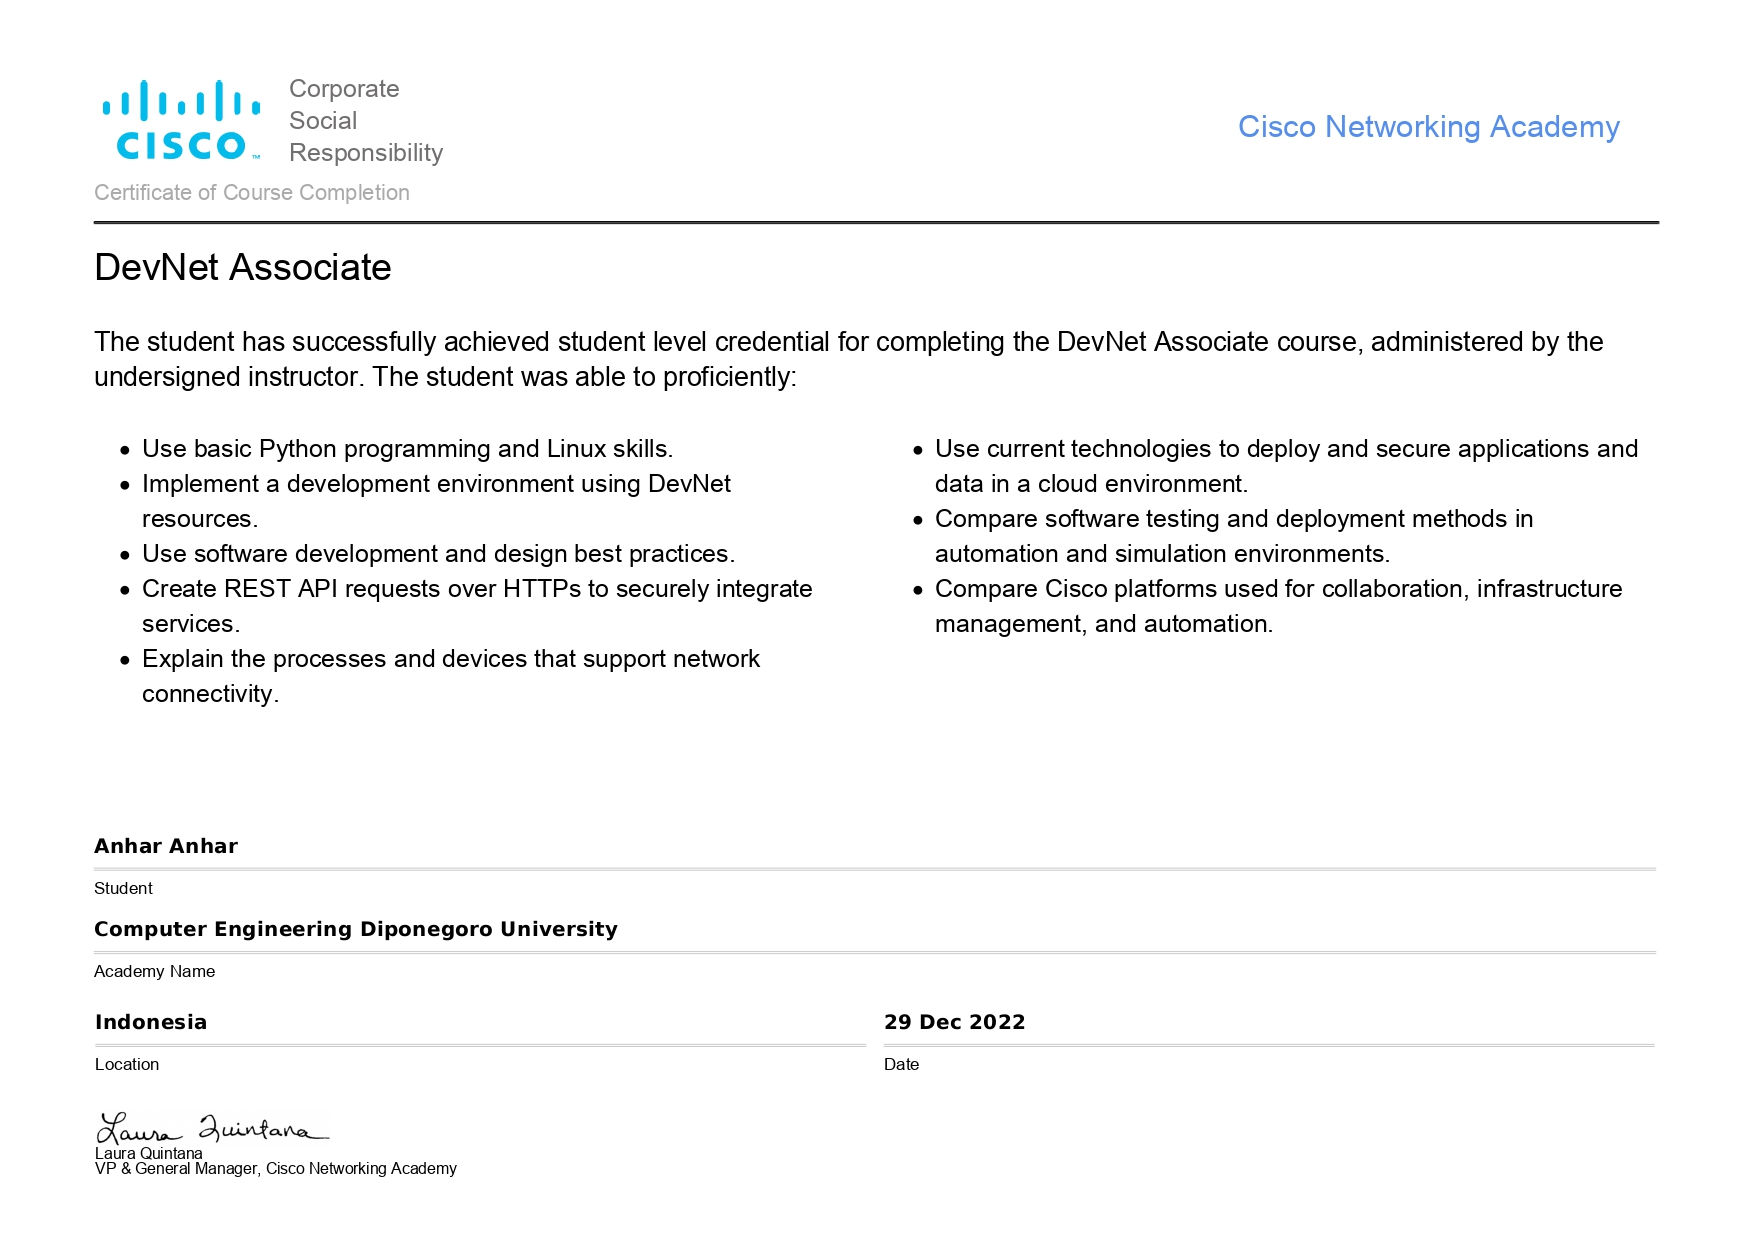 CISCO™
Corporate
Social
Responsibility
Cisco Networking Academy
Certificate of Course Completion
DevNet Associate
The student has successfully achieved student level credential for completing the DevNet Associate course, administered by the
undersigned instructor. The student was able to proficiently:
• Use basic Python programming and Linux skills.
• Implement a development environment using DevNet
resources.
• Use software development and design best practices.
• Create REST API requests over HTTPs to securely integrate
services.
• Explain the processes and devices that support network
connectivity.
• Use current technologies to deploy and secure applications and
data in a cloud environment.
• Compare software testing and deployment methods in
automation and simulation environments.
• Compare Cisco platforms used for collaboration, infrastructure
management, and automation.
Anhar Anhar
Student
Computer Engineering Diponegoro University
Academy Name
Indonesia
Location
29 Dec 2022
Date
Laura Quintana
Laura Quintana
VP & General Manager, Cisco Networking Academy